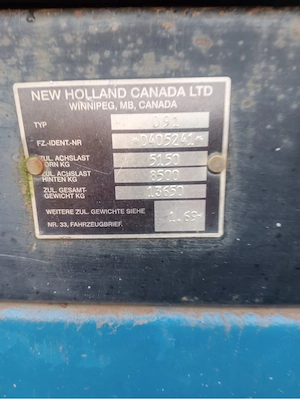 NEW HOLLAND CANADA LTD
WINNIPEG, MB, CANADA
TYP
FZ-IDENT-NR *D405241*
ZUL. ACHSLAST
VORN KG 5150
ZUL. ACHSLAST
HINTEN KG 8500
ZUL. GESAMT-
GEWICHT KG 13650
WEITERE ZUL. GEWICHTE SIEHE
NR. 33, FAHRZEUGBRIEF.